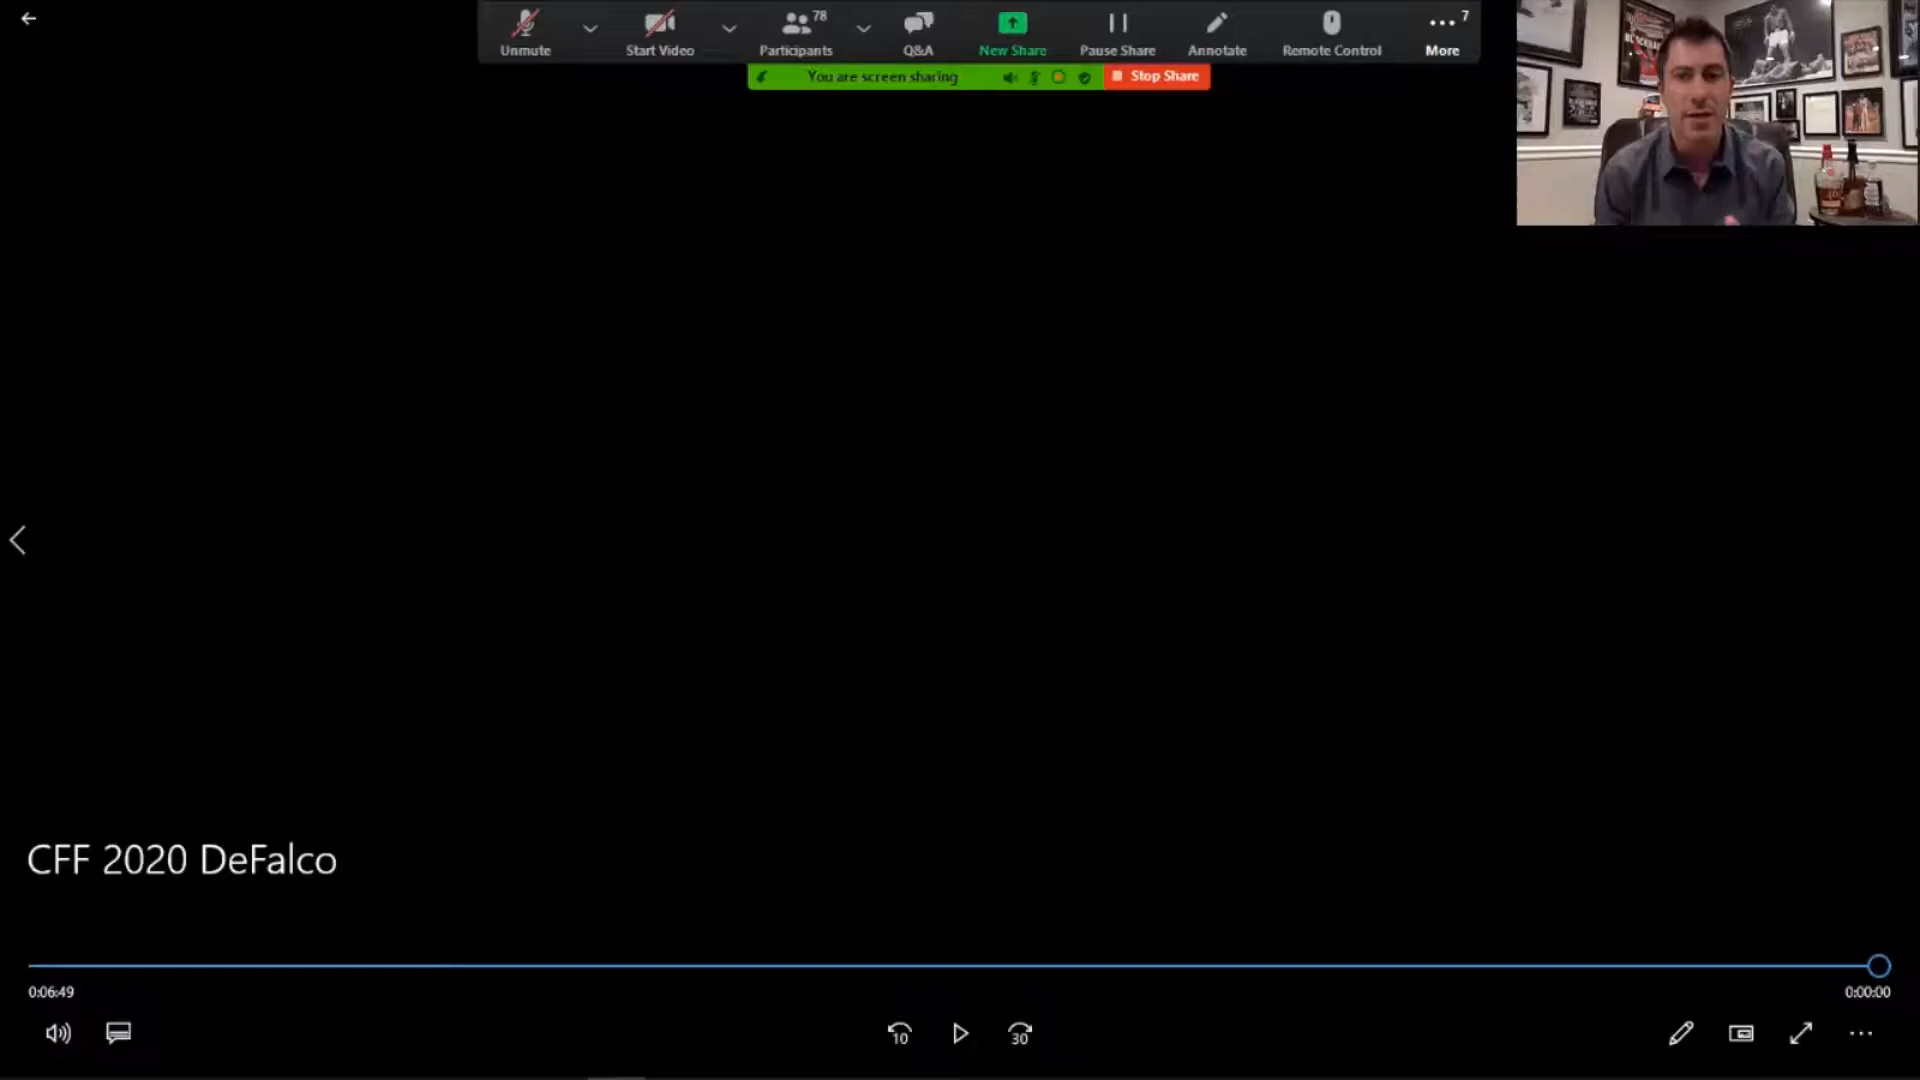 78
7
Unmute
Start Video
Participants
Q&A
New Share
Pause Share
Annotate
Remote Control
More
You are screen sharing
Stop Share
CFF 2020 DeFalco
0:06:49
0:00:00
10
30